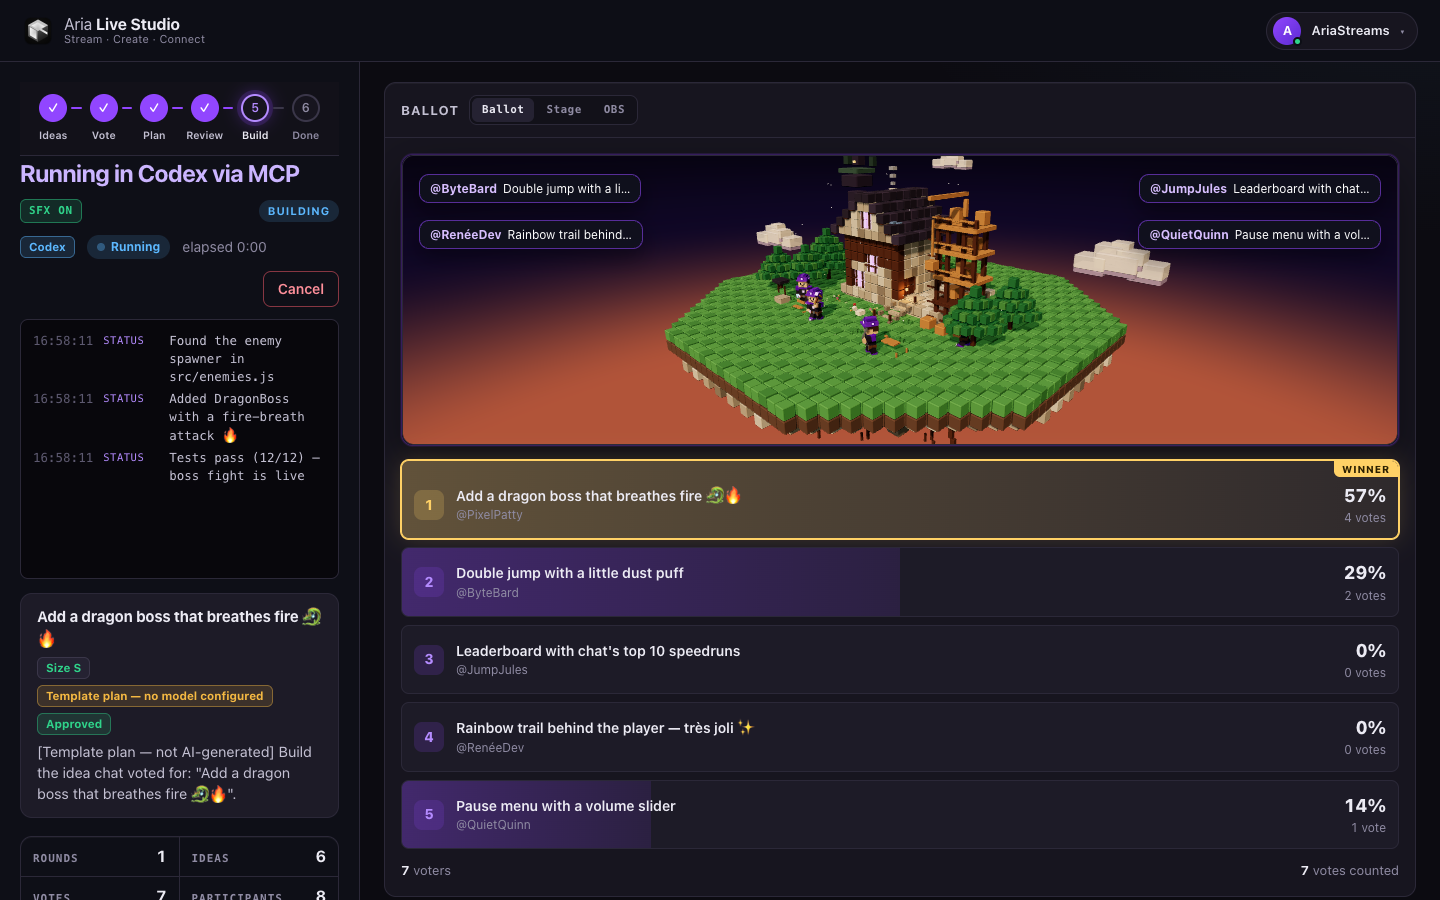 Aria Live Studio
Stream · Create · Connect
A AriaStreams
✓ ✓ ✓ ✓ 5 6
Ideas Vote Plan Review Build Done
Running in Codex via MCP
SFX ON BUILDING
Codex Running elapsed 0:00
Cancel
16:58:11 STATUS Found the enemy
spawner in
src/enemies.js
16:58:11 STATUS Added DragonBoss
with a fire-breath
attack 🔥
16:58:11 STATUS Tests pass (12/12) —
boss fight is live
Add a dragon boss that breathes fire 🐉
🔥
Size S
Template plan — no model configured
Approved
[Template plan — not AI-generated] Build
the idea chat voted for: "Add a dragon
boss that breathes fire 🐉🔥".
ROUNDS 1 IDEAS 6
VOTES 7 PARTICIPANTS 8
BALLOT Ballot Stage OBS
@ByteBard Double jump with a li...
@JumpJules Leaderboard with chat...
@RenéeDev Rainbow trail behind...
@QuietQuinn Pause menu with a vol...
WINNER
1 Add a dragon boss that breathes fire 🐉🔥 57%
@PixelPatty 4 votes
2 Double jump with a little dust puff 29%
@ByteBard 2 votes
3 Leaderboard with chat's top 10 speedruns 0%
@JumpJules 0 votes
4 Rainbow trail behind the player — très joli ✨ 0%
@RenéeDev 0 votes
5 Pause menu with a volume slider 14%
@QuietQuinn 1 vote
7 voters 7 votes counted